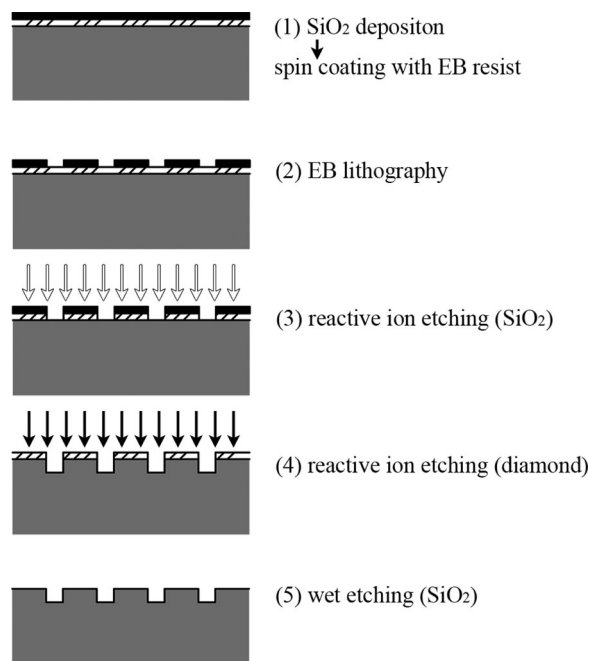 (1) SiO2 depositon
spin coating with EB resist
(2) EB lithography
(3) reactive ion etching (SiO2)
(4) reactive ion etching (diamond)
(5) wet etching (SiO2)